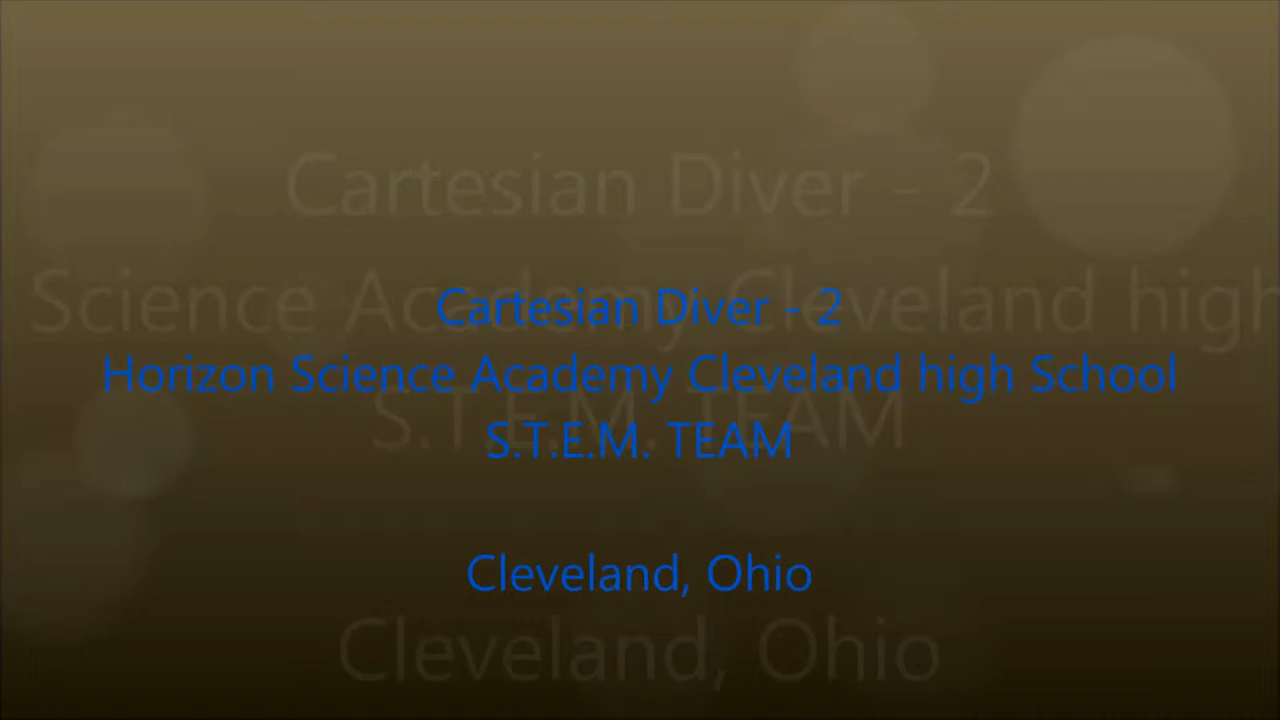 Cartesian Diver - 2
Horizon Science Academy Cleveland high School
S.T.E.M. TEAM
Cleveland, Ohio